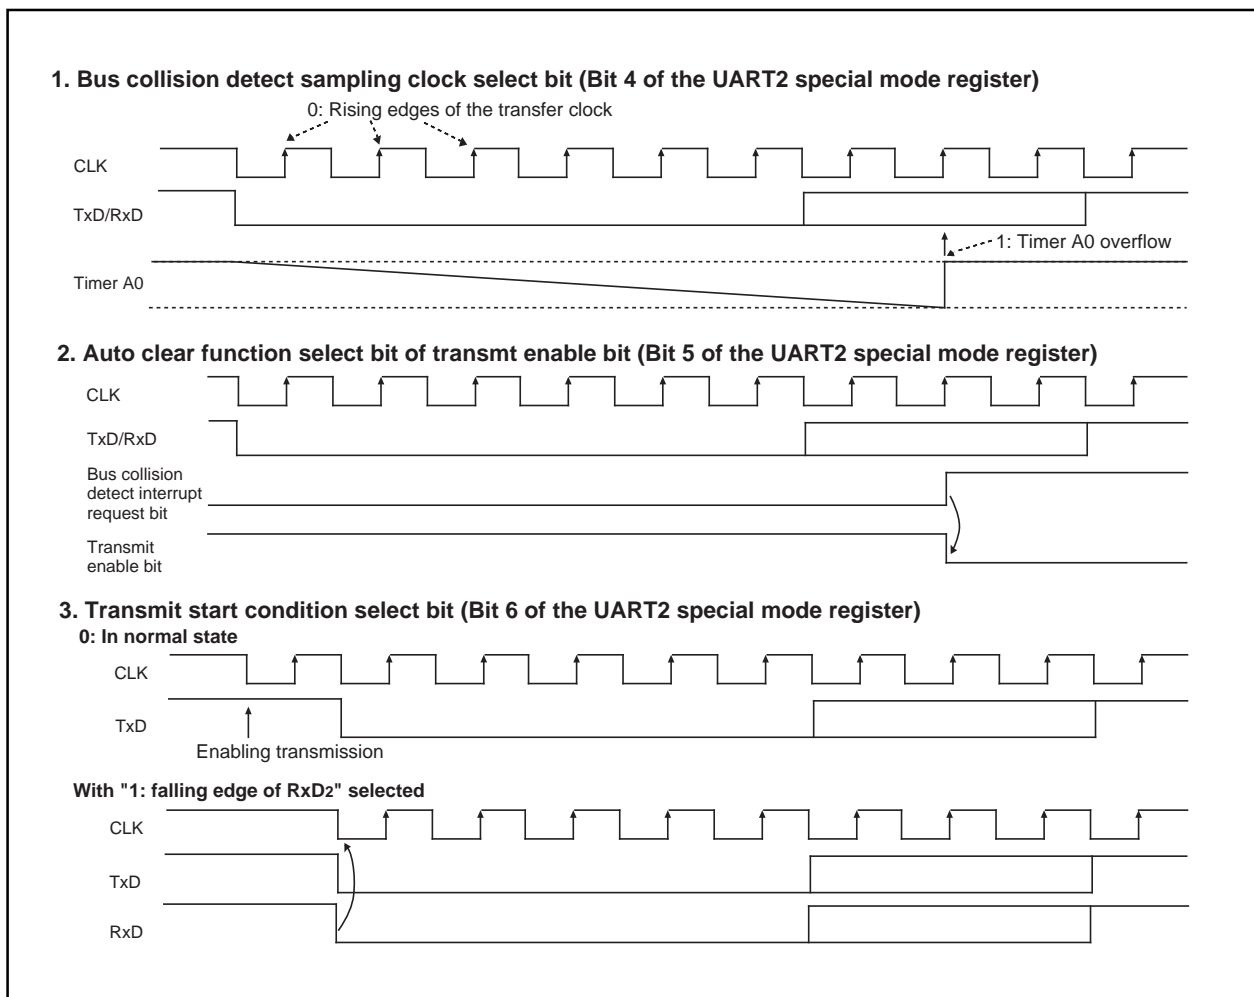 1. Bus collision detect sampling clock select bit (Bit 4 of the UART2 special mode register)
0: Rising edges of the transfer clock
CLK
TxD/RxD
1: Timer A0 overflow
Timer A0
2. Auto clear function select bit of transmt enable bit (Bit 5 of the UART2 special mode register)
CLK
TxD/RxD
Bus collision
detect interrupt
request bit
Transmit
enable bit
3. Transmit start condition select bit (Bit 6 of the UART2 special mode register)
0: In normal state
CLK
TxD
Enabling transmission
With "1: falling edge of RxD2" selected
CLK
TxD
RxD